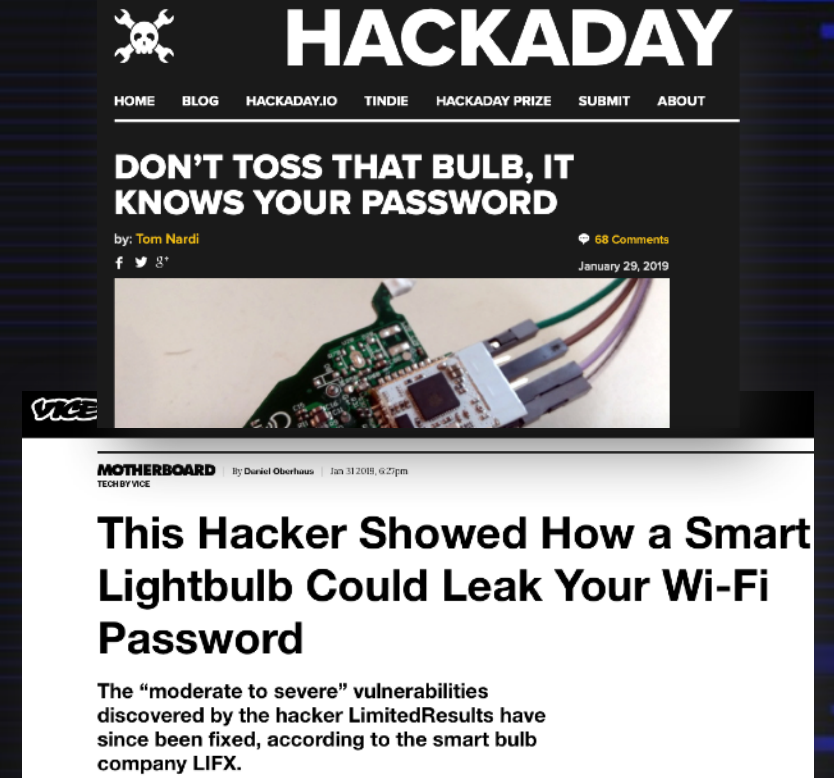 HACKADAY
HOME BLOG HACKADAY.IO TINDIE HACKADAY PRIZE SUBMIT ABOUT
DON'T TOSS THAT BULB, IT
KNOWS YOUR PASSWORD
by: Tom Nardi
68 Comments
f g+
January 29, 2019
VICE
MOTHERBOARD
TECH BY VICE
By Daniel Oberhaus | Jan 31 2019, 6:27pm
This Hacker Showed How a Smart
Lightbulb Could Leak Your Wi-Fi
Password
The “moderate to severe” vulnerabilities
discovered by the hacker LimitedResults have
since been fixed, according to the smart bulb
company LIFX.